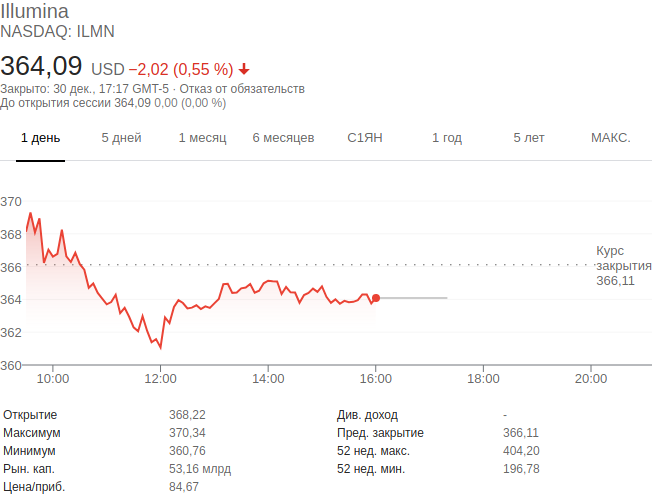 Illumina
NASDAQ: ILMN
364,09 USD −2,02 (0,55 %)
Закрыто: 30 дек., 17:17 GMT-5 · Отказ от обязательств
До открытия сессии 364,09 0,00 (0,00 %)
1 день 5 дней 1 месяц 6 месяцев С1ЯН 1 год 5 лет МАКС.
370
368
366
364
362
360
Курс
закрытия
366,11
10:00 12:00 14:00 16:00 18:00 20:00
Открытие 368,22 Див. доход -
Максимум 370,34 Пред. закрытие 366,11
Минимум 360,76 52 нед. макс. 404,20
Рын. кап. 53,16 млрд 52 нед. мин. 196,78
Цена/приб. 84,67